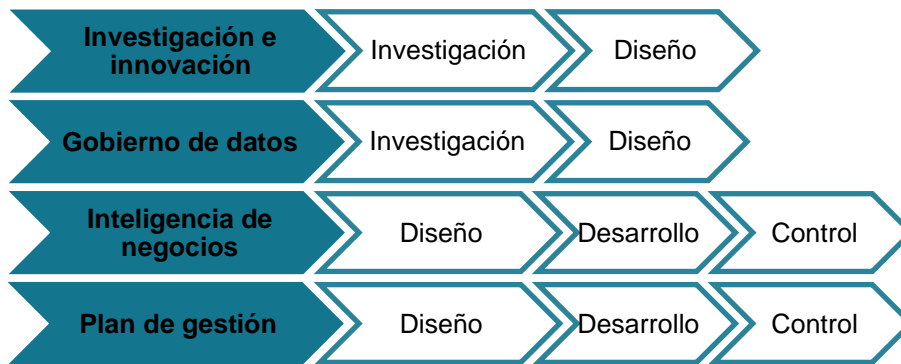 Investigación e
innovación
Investigación
Diseño
Gobierno de datos
Investigación
Diseño
Inteligencia de
negocios
Diseño
Desarrollo
Control
Plan de gestión
Diseño
Desarrollo
Control